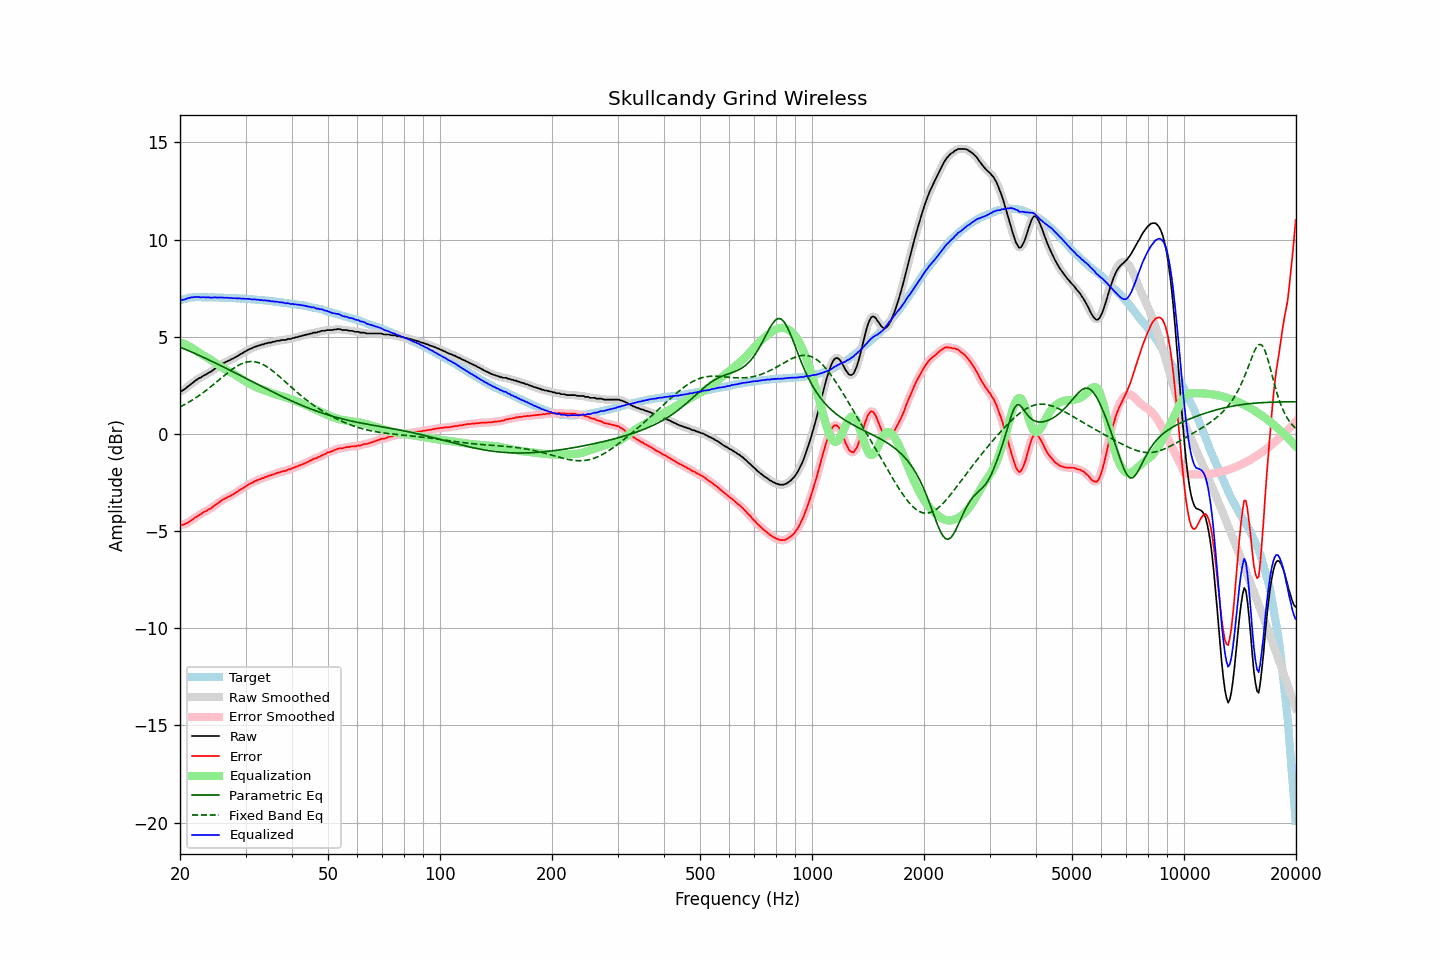 Skullcandy Grind Wireless
15
10
5
0
−5
−10
−15
−20
Amplitude (dBr)
Target
Raw Smoothed
Error Smoothed
Raw
Error
Equalization
Parametric Eq
Fixed Band Eq
Equalized
20 50 100 200 500 1000 2000 5000 10000 20000
Frequency (Hz)